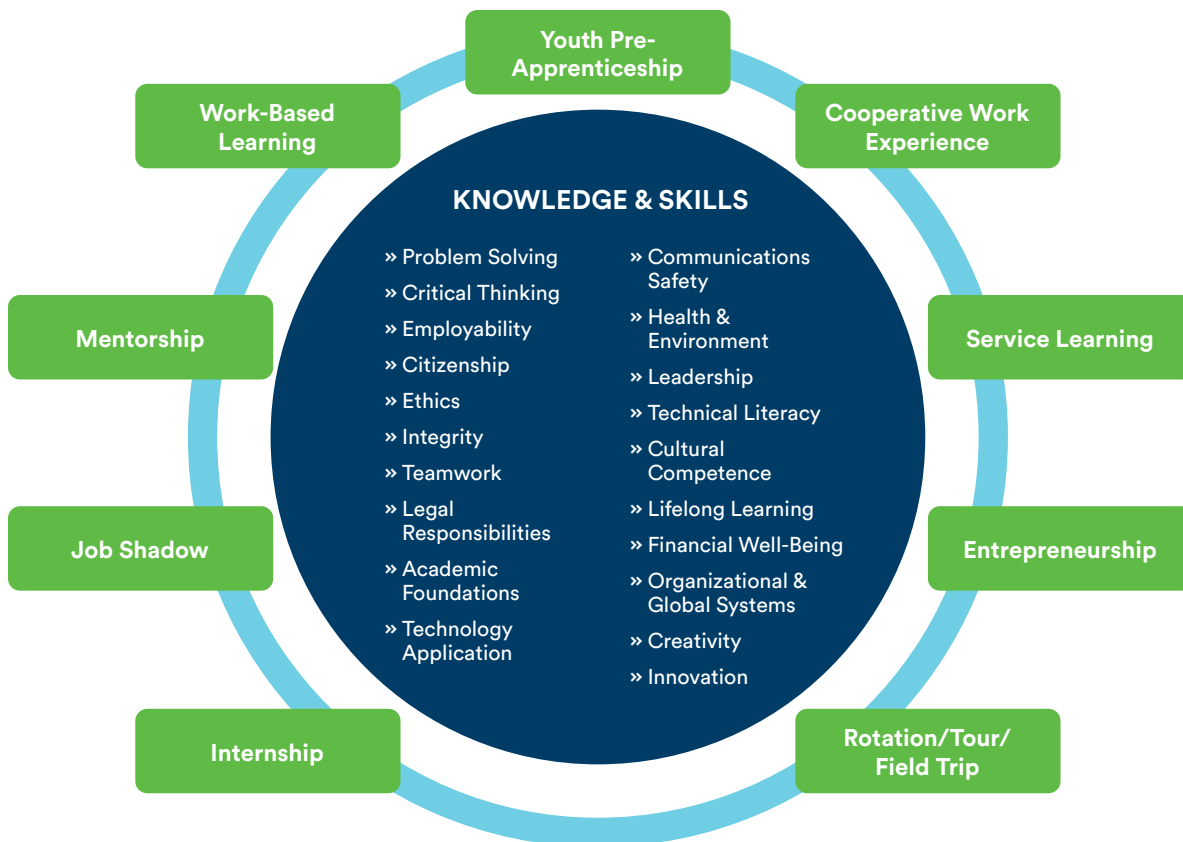 Youth Pre-
Apprenticeship
Work-Based
Learning
Cooperative Work
Experience
KNOWLEDGE & SKILLS
» Problem Solving
» Critical Thinking
» Employability
» Citizenship
» Ethics
» Integrity
» Teamwork
» Legal
Responsibilities
» Academic
Foundations
» Technology
Application
» Communications
Safety
» Health &
Environment
» Leadership
» Technical Literacy
» Cultural
Competence
» Lifelong Learning
» Financial Well-Being
» Organizational &
Global Systems
» Creativity
» Innovation
Mentorship
Service Learning
Job Shadow
Entrepreneurship
Internship
Rotation/Tour/
Field Trip